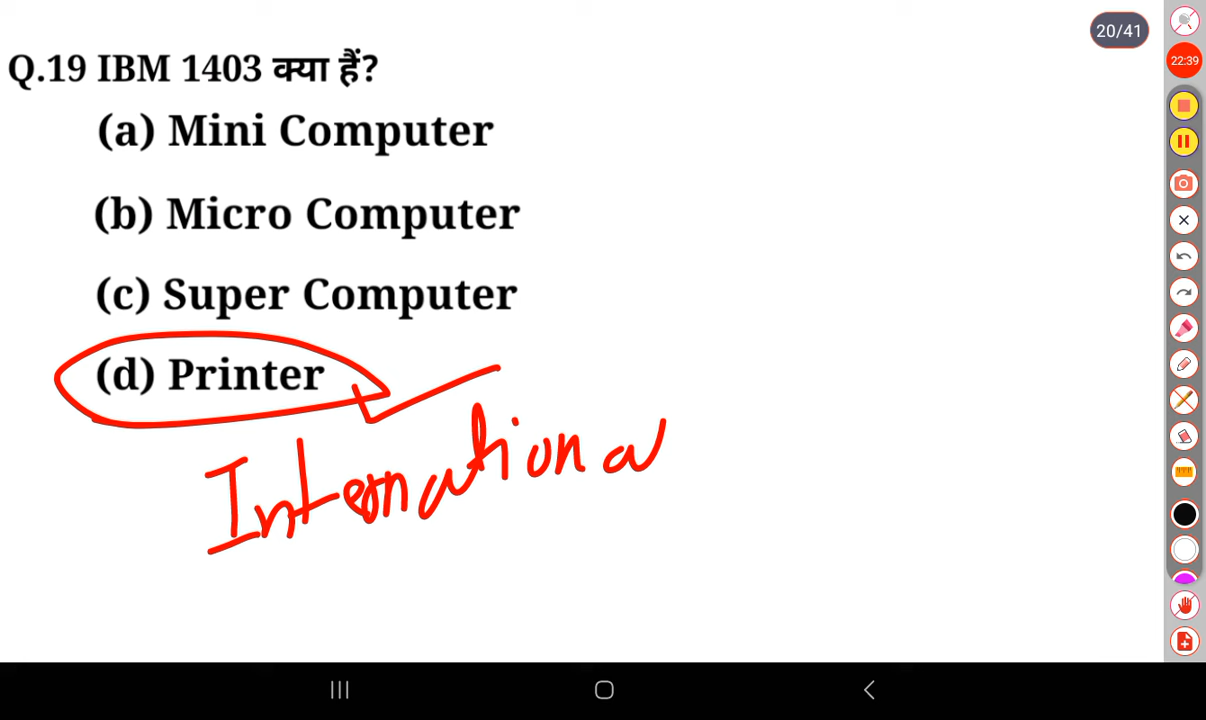 20/41
Q.19 IBM 1403 क्या हैं?
22:39
(a) Mini Computer
(b) Micro Computer
(c) Super Computer
(d) Printer
Internationa